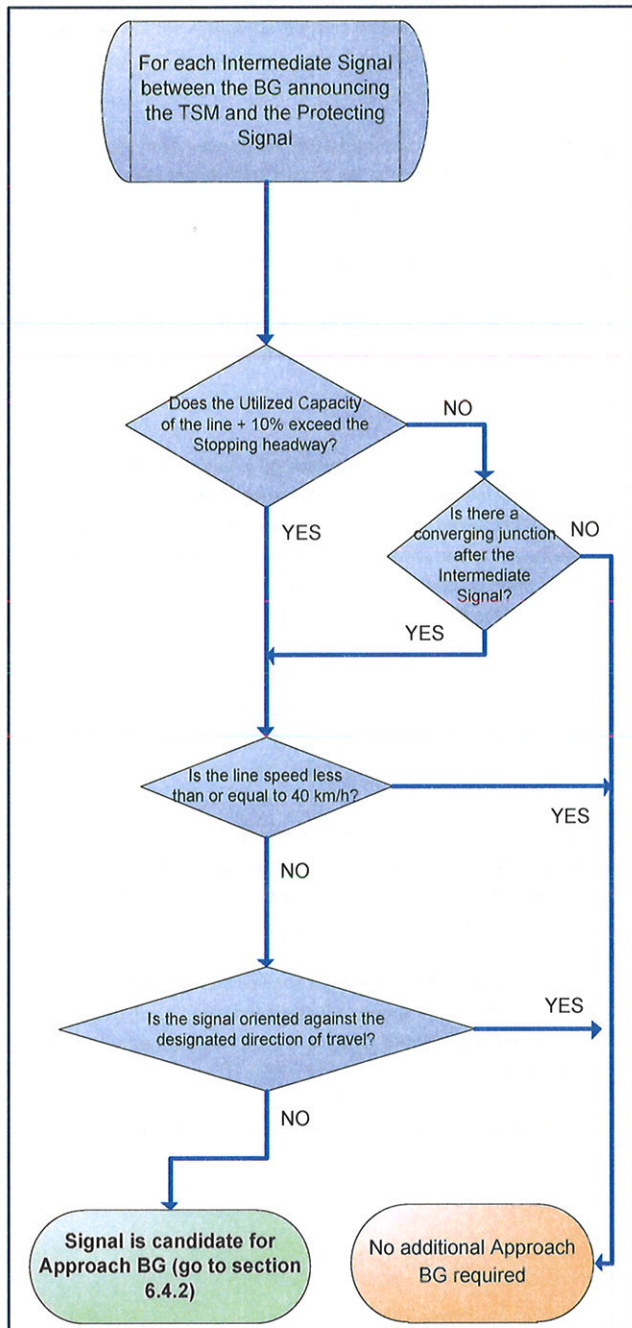 For each Intermediate Signal
between the BG announcing
the TSM and the Protecting
Signal
Does the Utilized Capacity
of the line + 10% exceed the
Stopping headway?
NO
YES
Is there a
converging junction
after the
Intermediate
Signal?
NO
YES
Is the line speed less
than or equal to 40 km/h?
YES
NO
Is the signal oriented against the
designated direction of travel?
YES
NO
Signal is candidate for
Approach BG (go to section
6.4.2)
No additional Approach
BG required